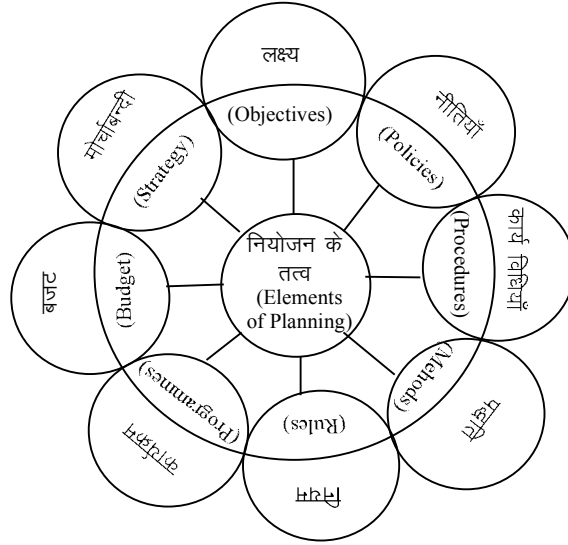 लक्ष्य
(Objectives)
नीतियाँ
(Policies)
कार्य विधियाँ
(Procedures)
पद्धति
(Mehods)
नियम
(Rules)
कार्यक्रम
(Programmes)
बजट
(Budget)
मोर्चाबन्दी
(Strategy)
नियोजन के
तत्व
(Elements
of Planning)